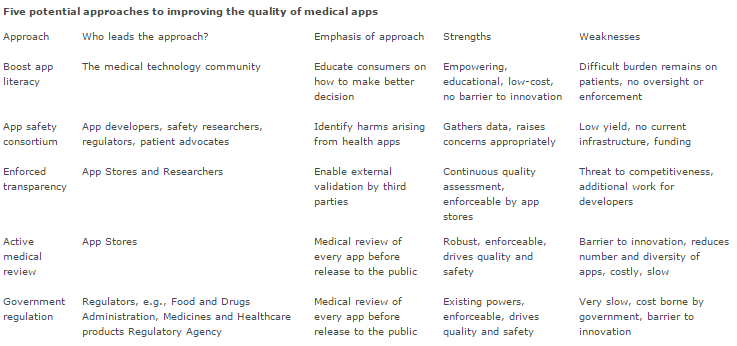 Five potential approaches to improving the quality of medical apps
Approach Who leads the approach? Emphasis of approach Strengths Weaknesses
Boost app The medical technology community Educate consumers on Empowering, Difficult burden remains on
literacy how to make better educational, low-cost, patients, no oversight or
decision no barrier to innovation enforcement
App safety App developers, safety researchers, Identify harms arising Gathers data, raises Low yield, no current
consortium regulators, patient advocates from health apps concerns appropriately infrastructure, funding
Enforced App Stores and Researchers Enable external Continuous quality Threat to competitiveness,
transparency validation by third assessment, additional work for
parties enforceable by app developers
stores
Active App Stores Medical review of Robust, enforceable, Barrier to innovation, reduces
medical every app before drives quality and number and diversity of
review release to the public safety apps, costly, slow
Government Regulators, e.g., Food and Drugs Medical review of Existing powers, Very slow, cost borne by
regulation Administration, Medicines and Healthcare every app before enforceable, drives government, barrier to
products Regulatory Agency release to the public quality and safety innovation